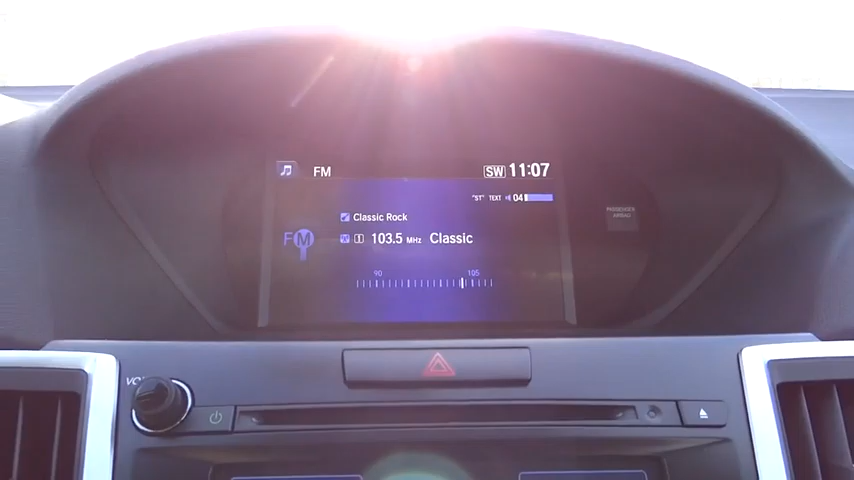 FM
SW 11:07
"ST" TEXT 04
Classic Rock
FM
1 103.5 MHz Classic
90 105
PASSENGER
AIRBAG
VOL